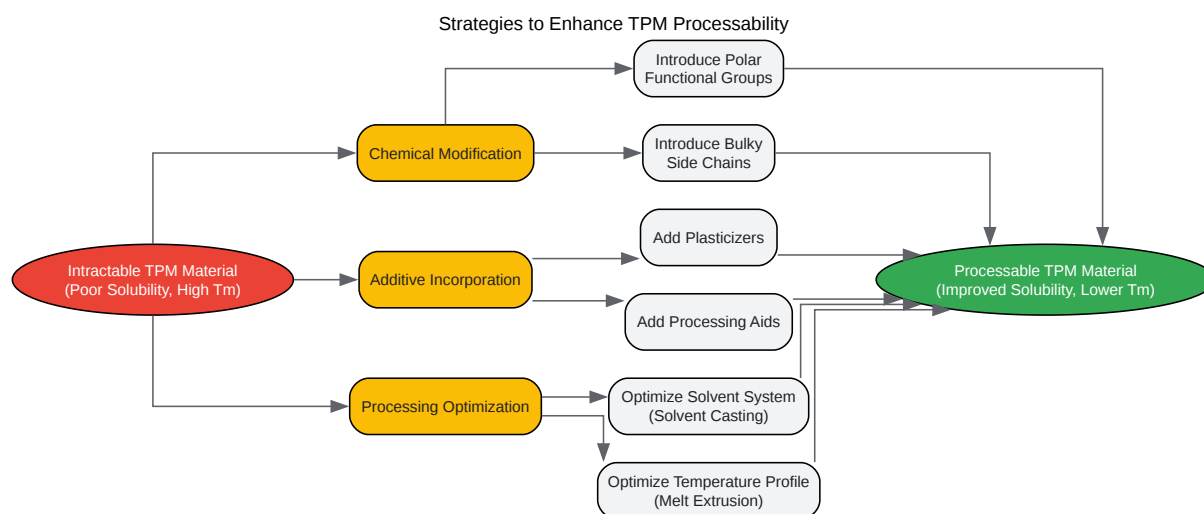 Strategies to Enhance TPM Processability
Introduce Polar
Functional Groups
Chemical Modification
Introduce Bulky
Side Chains
Add Plasticizers
Intractable TPM Material
(Poor Solubility, High Tm)
Additive Incorporation
Processable TPM Material
(Improved Solubility, Lower Tm)
Add Processing Aids
Processing Optimization
Optimize Solvent System
(Solvent Casting)
Optimize Temperature Profile
(Melt Extrusion)